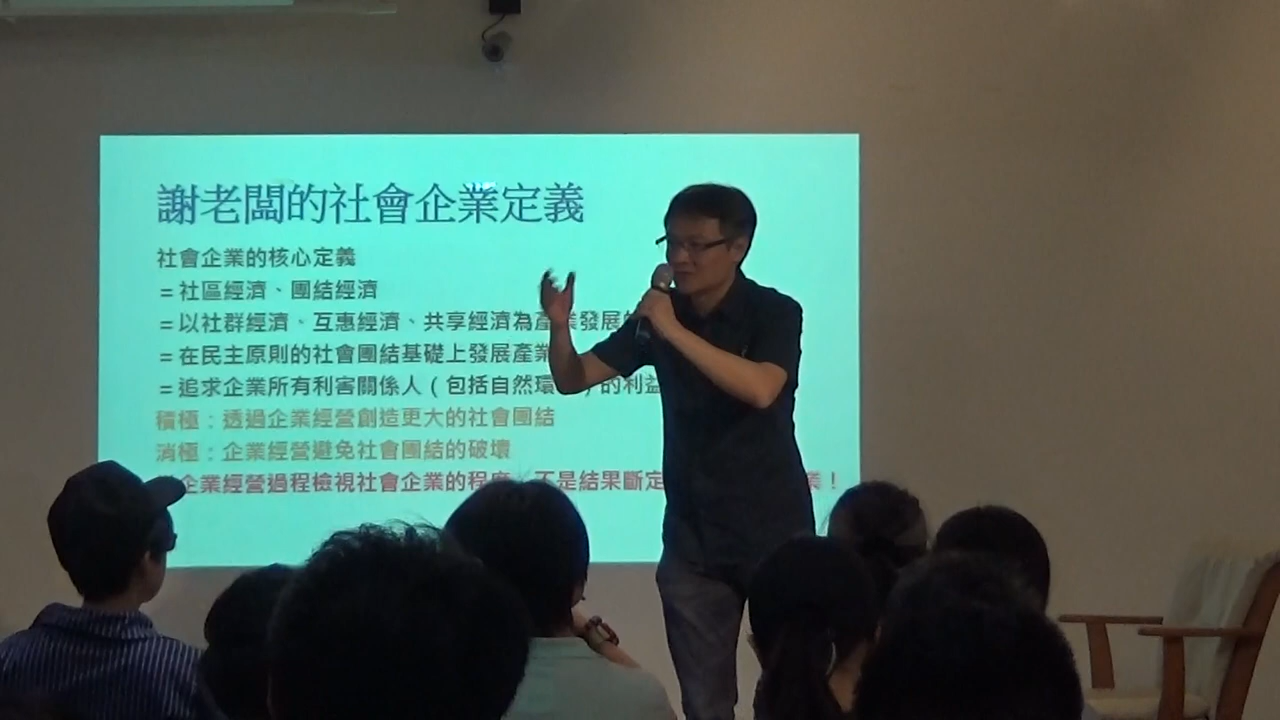 謝老闆的社會企業定義
社會企業的核心定義
＝社區經濟、團結經濟
＝以社群經濟、互惠經濟、共享經濟為產業發展
＝在民主原則的社會團結基礎上發展產業
＝追求企業所有利害關係人（包括自然環）的利益
積極：透過企業經營創造更大的社會團結
消極：企業經營避免社會團結的破壞
企業經營過程檢視社會企業的程度 不是結果斷定 業！